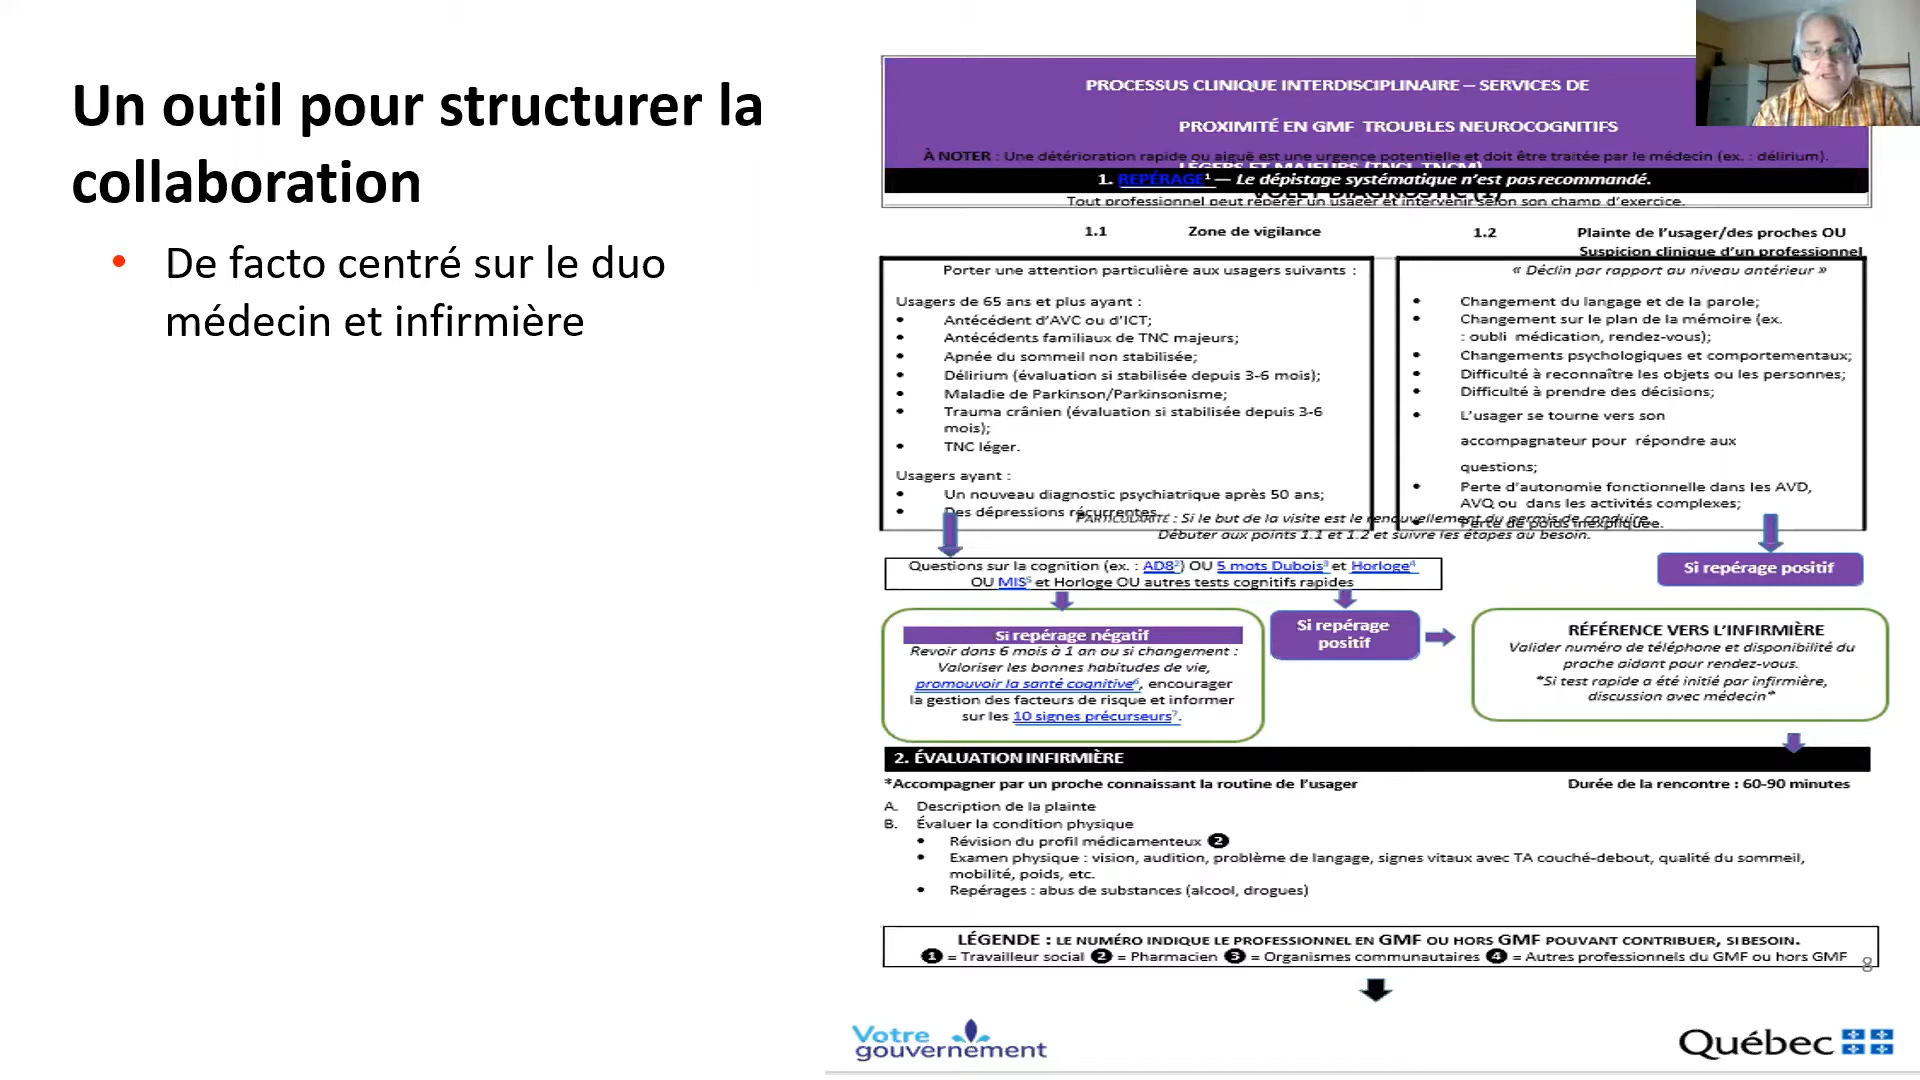 Un outil pour structurer la
collaboration
• De facto centré sur le duo
médecin et infirmière
PROCESSUS CLINIQUE INTERDISCIPLINAIRE – SERVICES DE
PROXIMITÉ EN GMF TROUBLES NEUROCOGNITIFS
À NOTER : Une détérioration rapide ou aiguë est une urgence potentielle et doit être traitée par le médecin (ex. : délirium).
LÉGERS ET MAJEURS (TNCL-TNCM)
1. REPÉRAGE¹ — Le dépistage systématique n’est pas recommandé.
VOLET DIAGNOSTIC (1)
Tout professionnel peut repérer un usager et intervenir selon son champ d’exercice.
1.1 Zone de vigilance
Porter une attention particulière aux usagers suivants :
Usagers de 65 ans et plus ayant :
• Antécédent d’AVC ou d’ICT;
• Antécédents familiaux de TNC majeurs;
• Apnée du sommeil non stabilisée;
• Délirium (évaluation si stabilisée depuis 3-6 mois);
• Maladie de Parkinson/Parkinsonisme;
• Trauma crânien (évaluation si stabilisée depuis 3-6
mois);
• TNC léger.
Usagers ayant :
• Un nouveau diagnostic psychiatrique après 50 ans;
• Des dépressions récurrentes.
1.2 Plainte de l’usager/des proches OU
Suspicion clinique d’un professionnel
« Déclin par rapport au niveau antérieur »
• Changement du langage et de la parole;
• Changement sur le plan de la mémoire (ex.
: oubli médication, rendez-vous);
• Changements psychologiques et comportementaux;
• Difficulté à reconnaître les objets ou les personnes;
• Difficulté à prendre des décisions;
• L’usager se tourne vers son
accompagnateur pour répondre aux
questions;
• Perte d’autonomie fonctionnelle dans les AVD,
AVQ ou dans les activités complexes;
• Perte de poids inexpliquée.
PARTICULARITÉ : Si le but de la visite est le renouvellement du permis de conduire.
Débuter aux points 1.1 et 1.2 et suivre les étapes au besoin.
Questions sur la cognition (ex. : AD8²) OU 5 mots Dubois³ et Horloge⁴
OU MIS⁵ et Horloge OU autres tests cognitifs rapides
Si repérage positif
Si repérage négatif
Revoir dans 6 mois à 1 an ou si changement :
Valoriser les bonnes habitudes de vie,
promouvoir la santé cognitive⁶, encourager
la gestion des facteurs de risque et informer
sur les 10 signes précurseurs⁷.
Si repérage
positif
RÉFÉRENCE VERS L’INFIRMIÈRE
Valider numéro de téléphone et disponibilité du
proche aidant pour rendez-vous.
*Si test rapide a été initié par infirmière,
discussion avec médecin*
2. ÉVALUATION INFIRMIÈRE
*Accompagner par un proche connaissant la routine de l’usager Durée de la rencontre : 60-90 minutes
A. Description de la plainte
B. Évaluer la condition physique
• Révision du profil médicamenteux ❷
• Examen physique : vision, audition, problème de langage, signes vitaux avec TA couché-debout, qualité du sommeil,
mobilité, poids, etc.
• Repérages : abus de substances (alcool, drogues)
LÉGENDE : LE NUMÉRO INDIQUE LE PROFESSIONNEL EN GMF OU HORS GMF POUVANT CONTRIBUER, SI BESOIN.
❶ = Travailleur social ❷ = Pharmacien ❸ = Organismes communautaires ❹ = Autres professionnels du GMF ou hors GMF
8
Votre
gouvernement
Québec